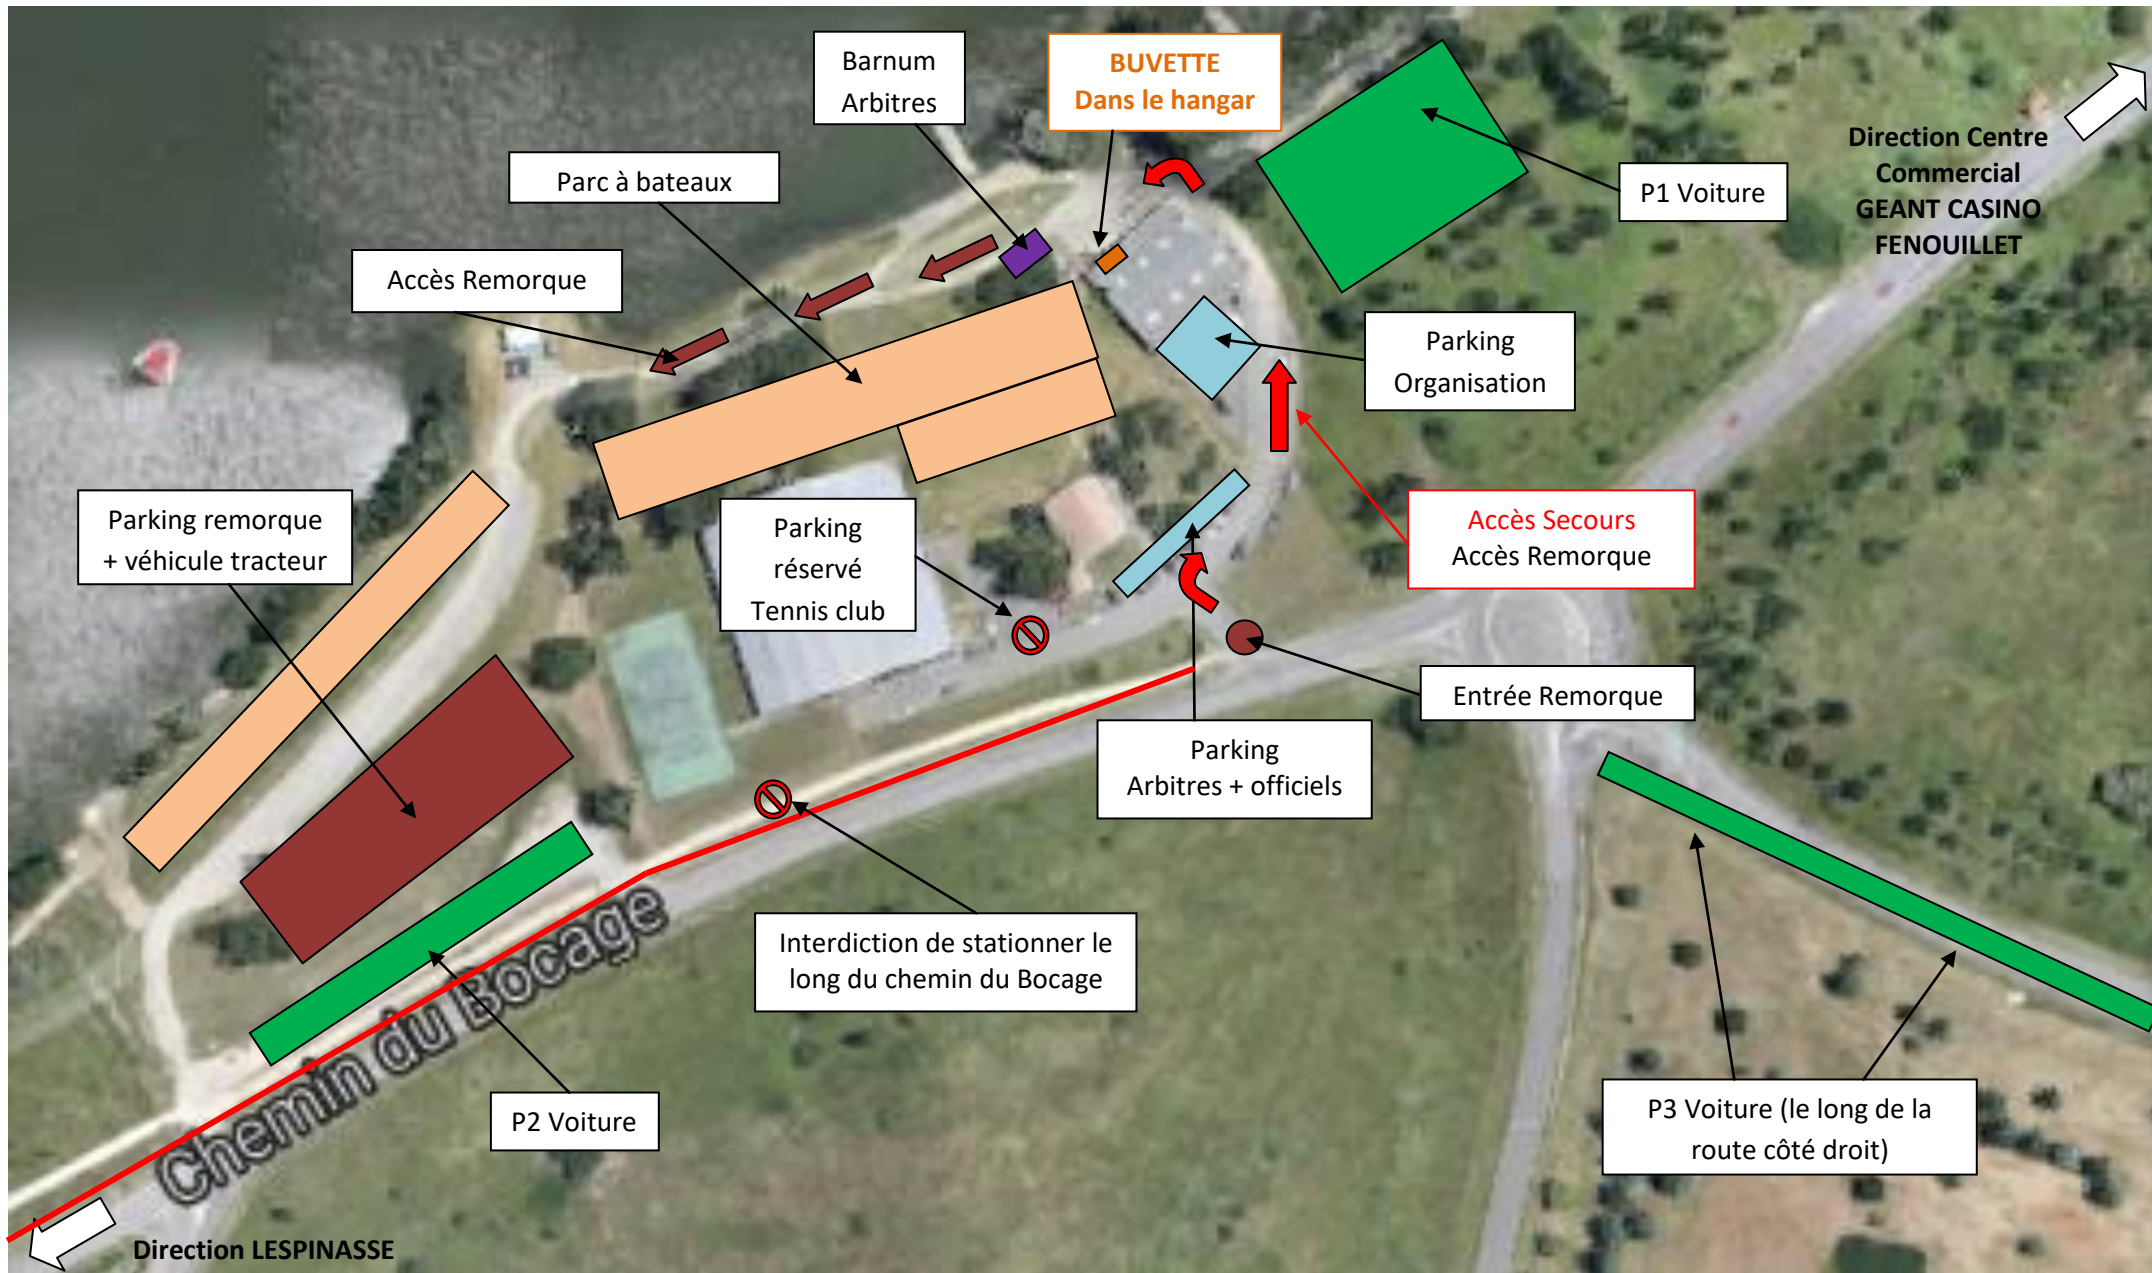 Barnum
Arbitres
BUVETTE
Dans le hangar
Direction Centre
Commercial
GEANT CASINO
FENOUILLET
P1 Voiture
Parc à bateaux
Accès Remorque
Parking
Organisation
Parking remorque
+ véhicule tracteur
Parking
réservé
Tennis club
Accès Secours
Accès Remorque
Entrée Remorque
Parking
Arbitres + officiels
Interdiction de stationner le
long du chemin du Bocage
Chemin du Bocage
P2 Voiture
P3 Voiture (le long de la
route côté droit)
Direction LESPINASSE